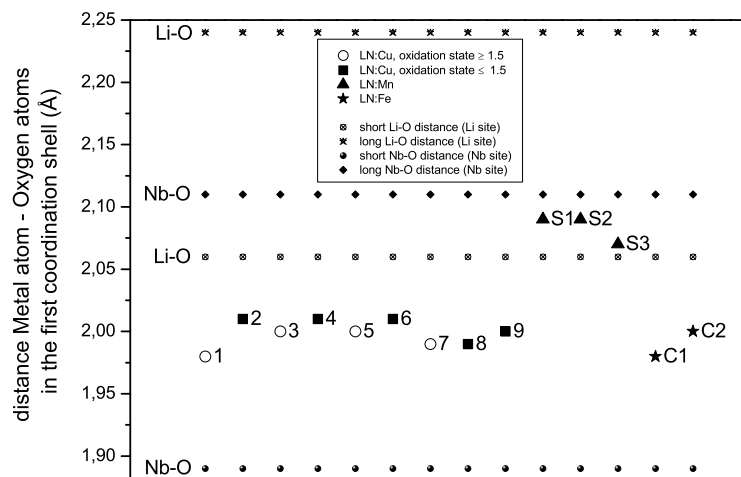 distance Metal atom - Oxygen atoms
in the first coordination shell (Å)
2,25
2,20
2,15
2,10
2,05
2,00
1,95
1,90
Li-O
Nb-O
Li-O
Nb-O
LN:Cu, oxidation state ≥ 1.5
LN:Cu, oxidation state ≤ 1.5
LN:Mn
LN:Fe
short Li-O distance (Li site)
long Li-O distance (Li site)
short Nb-O distance (Nb site)
long Nb-O distance (Nb site)
1
2
3
4
5
6
7
8
9
S1
S2
S3
C1
C2